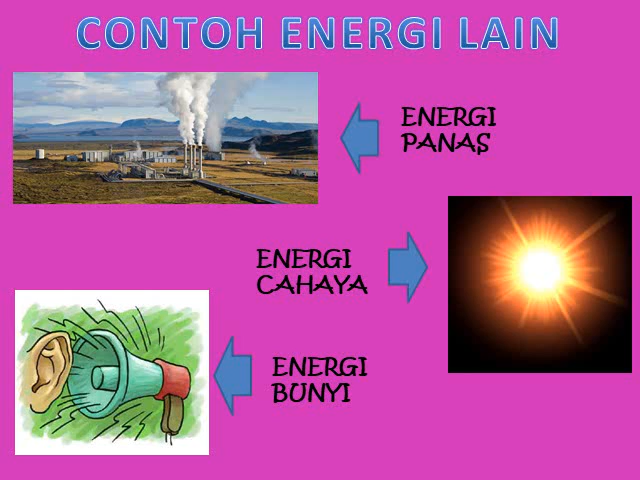 CONTOH ENERGI LAIN
ENERGI
PANAS
ENERGI
CAHAYA
ENERGI
BUNYI